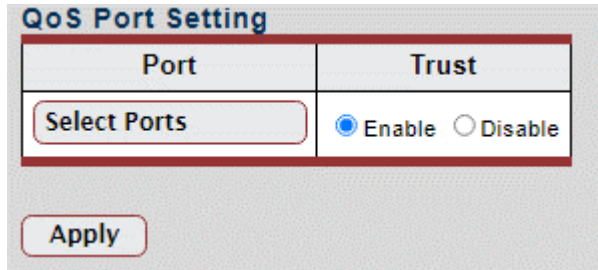 QoS Port Setting
Port Trust
Select Ports Enable Disable
Apply